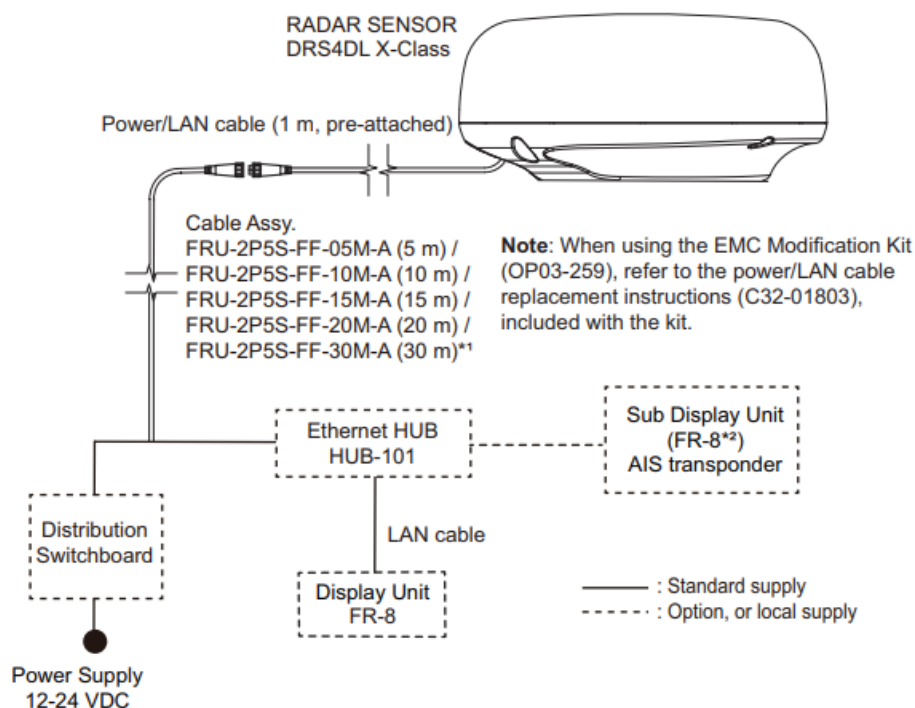 RADAR SENSOR
DRS4DL X-Class
Power/LAN cable (1 m, pre-attached)
Cable Assy.
FRU-2P5S-FF-05M-A (5 m) /
FRU-2P5S-FF-10M-A (10 m) /
FRU-2P5S-FF-15M-A (15 m) /
FRU-2P5S-FF-20M-A (20 m) /
FRU-2P5S-FF-30M-A (30 m)*¹
Note: When using the EMC Modification Kit
(OP03-259), refer to the power/LAN cable
replacement instructions (C32-01803),
included with the kit.
Ethernet HUB
HUB-101
Sub Display Unit
(FR-8*²)
AIS transponder
Distribution
Switchboard
LAN cable
Display Unit
FR-8
: Standard supply
: Option, or local supply
Power Supply
12-24 VDC